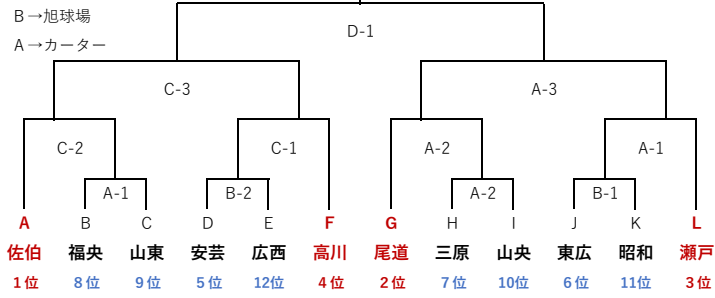 B→旭球場
D-1
A→カーター
C-3 A-3
C-2 C-1 A-2 A-1
A-1 B-2 A-2 B-1
A B C D E F G H I J K L
佐伯 福央 山東 安芸 広西 高川 尾道 三原 山央 東広 昭和 瀬戸
1位 8位 9位 5位 12位 4位 2位 7位 10位 6位 11位 3位